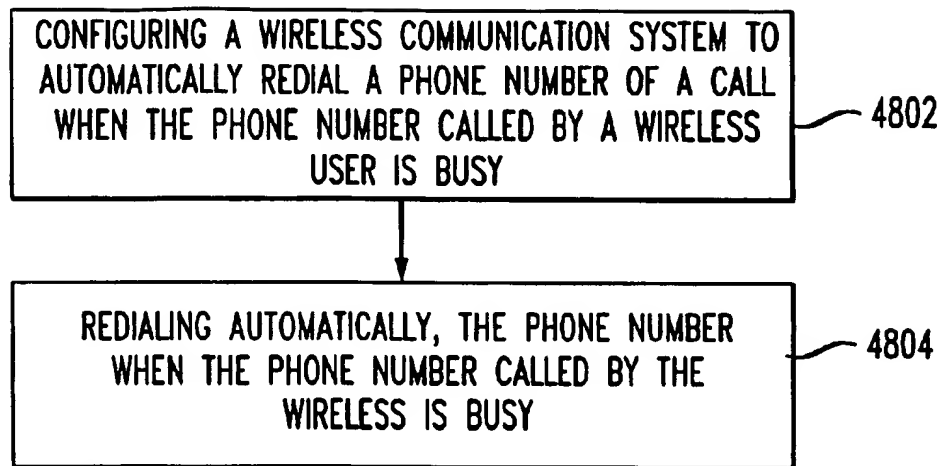 CONFIGURING A WIRELESS COMMUNICATION SYSTEM TO
AUTOMATICALLY REDIAL A PHONE NUMBER OF A CALL
WHEN THE PHONE NUMBER CALLED BY A WIRELESS
USER IS BUSY
4802
REDIALING AUTOMATICALLY, THE PHONE NUMBER
WHEN THE PHONE NUMBER CALLED BY THE
WIRELESS IS BUSY
4804